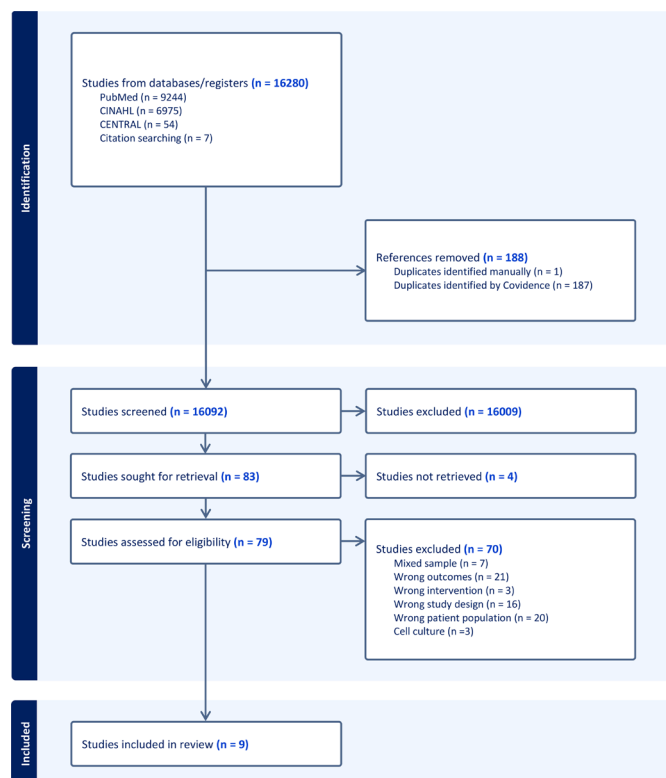 Identification
Studies from databases/registers (n = 16280)
PubMed (n = 9244)
CINAHL (n = 6975)
CENTRAL (n = 54)
Citation searching (n = 7)
References removed (n = 188)
Duplicates identified manually (n = 1)
Duplicates identified by Covidence (n = 187)
Screening
Studies screened (n = 16092)
Studies excluded (n = 16009)
Studies sought for retrieval (n = 83)
Studies not retrieved (n = 4)
Studies assessed for eligibility (n = 79)
Studies excluded (n = 70)
Mixed sample (n = 7)
Wrong outcomes (n = 21)
Wrong intervention (n = 3)
Wrong study design (n = 16)
Wrong patient population (n = 20)
Cell culture (n =3)
Included
Studies included in review (n = 9)